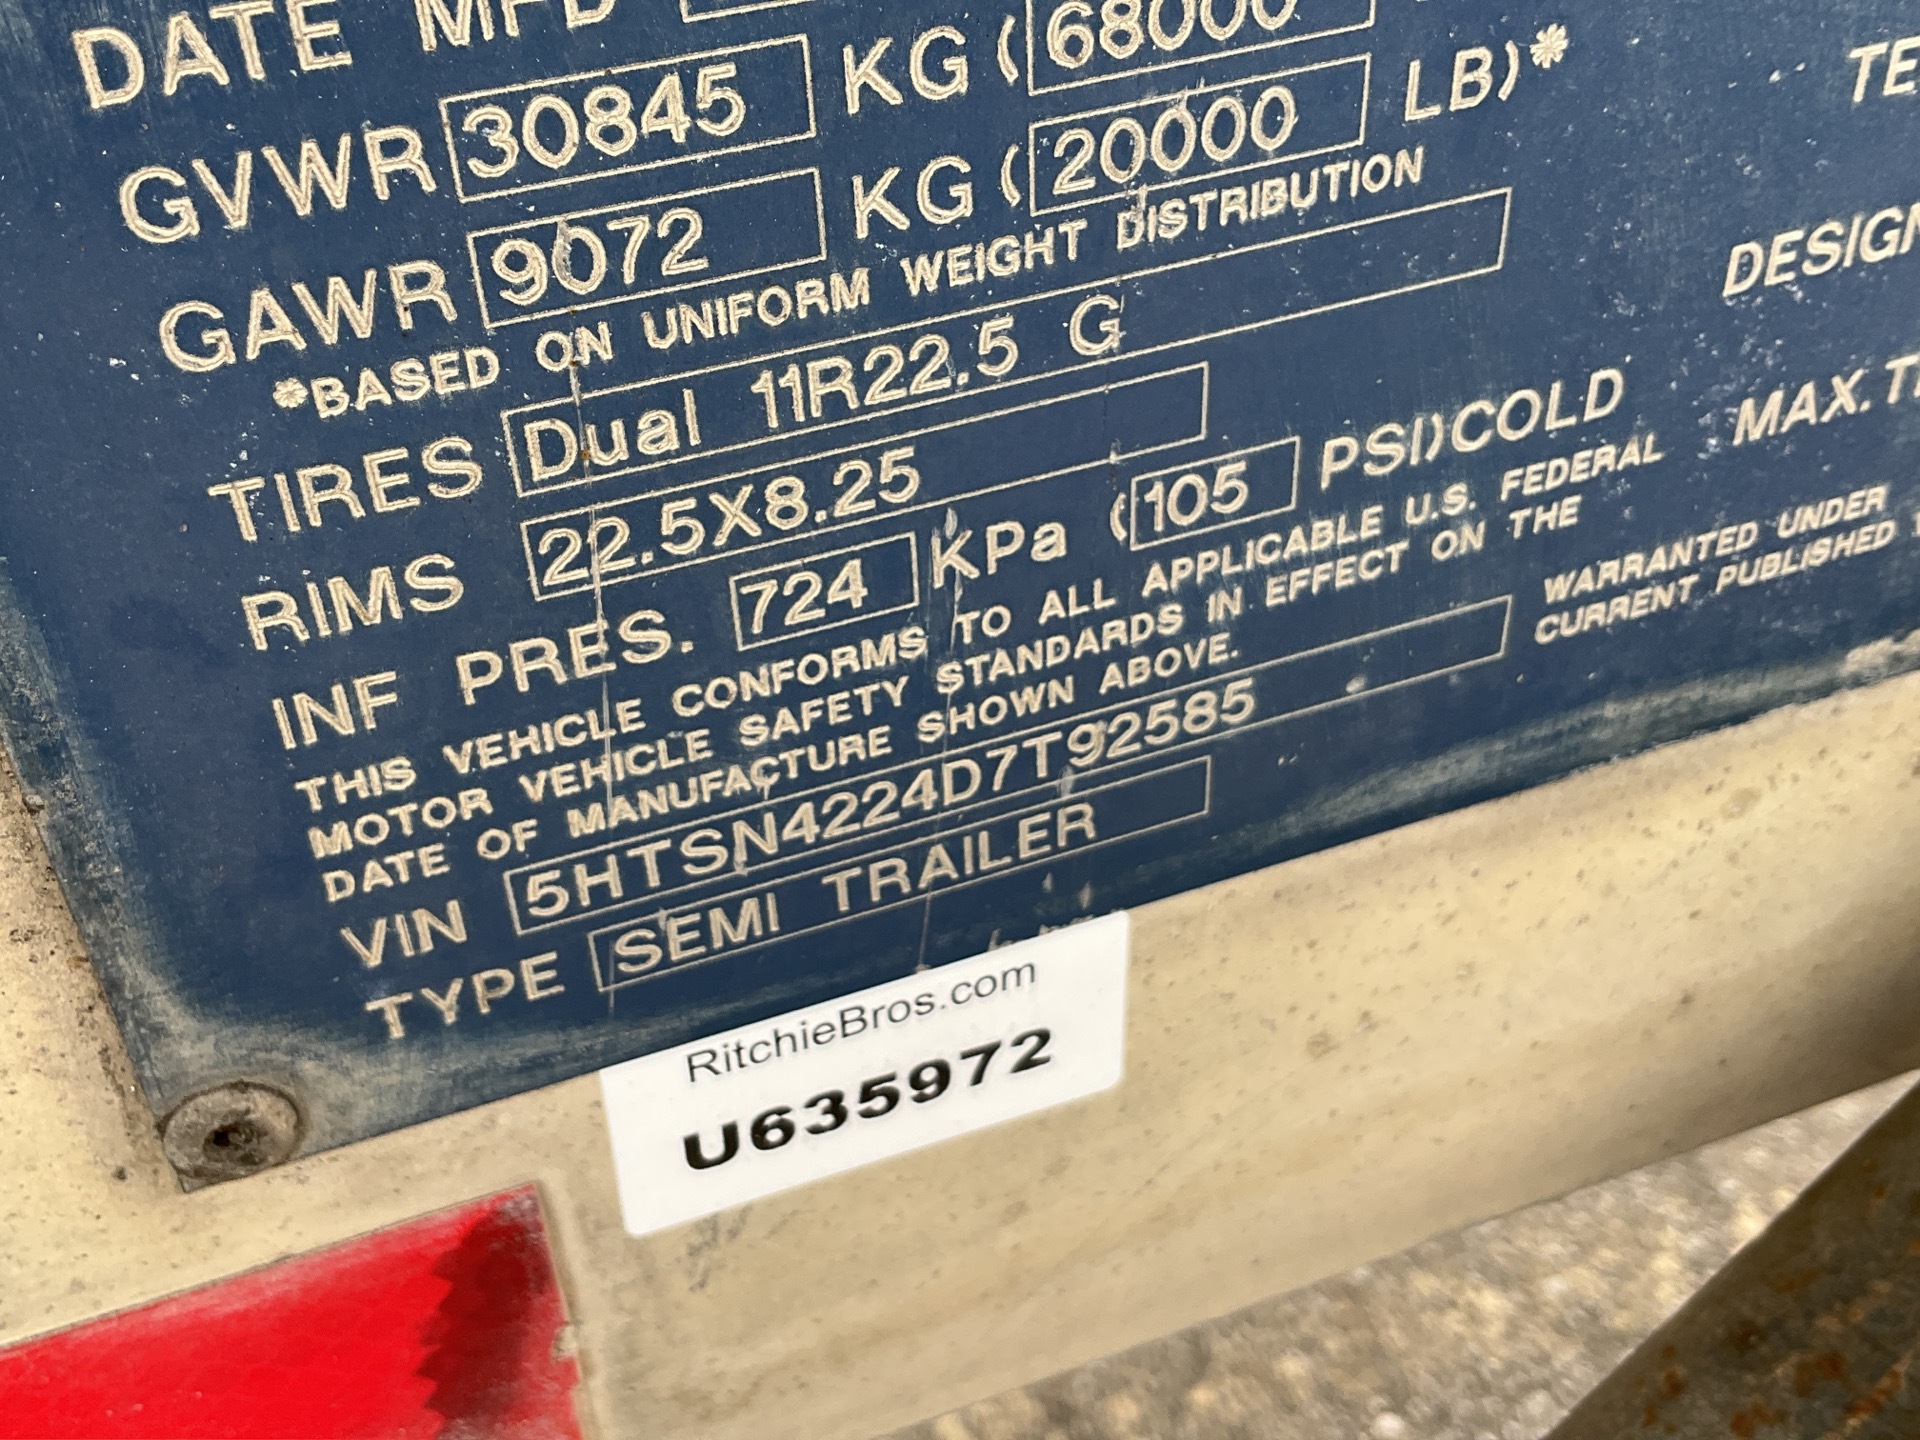 DATE MFD
GVWR 30845 KG (68000
GAWR 9072 KG (20000 LB)*
*BASED ON UNIFORM WEIGHT DISTRIBUTION
TIRES Dual 11R22.5 G
RIMS 22.5X8.25
INF PRES. 724 KPa (105 PSI)COLD
THIS VEHICLE CONFORMS TO ALL APPLICABLE U.S. FEDERAL
MOTOR VEHICLE SAFETY STANDARDS IN EFFECT ON THE
DATE OF MANUFACTURE SHOWN ABOVE.
VIN 5HTSN4224D7T92585
TYPE SEMI TRAILER
DESIGN
MAX.
WARRANTED UNDER
CURRENT PUBLISHED
RitchieBros.com
U635972